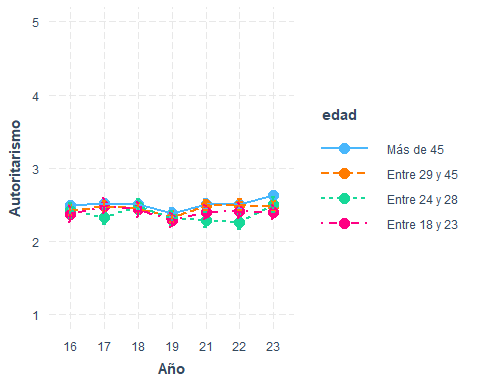 5
4
3
2
1
Autoritarismo
16 17 18 19 21 22 23
Año
edad
Más de 45
Entre 29 y 45
Entre 24 y 28
Entre 18 y 23